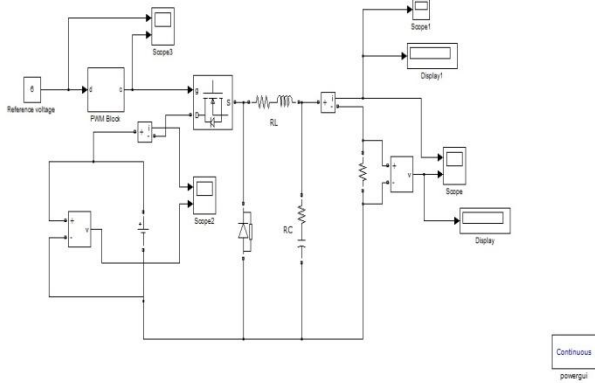 Scope1
Display1
Scope3
6
Reference voltage
d
c
PWM Block
g
D
S
RL
+
-
i
+
-
i
Scope2
+
-
v
+
RC
+
-
v
Scope
Display
Continuous
powergui